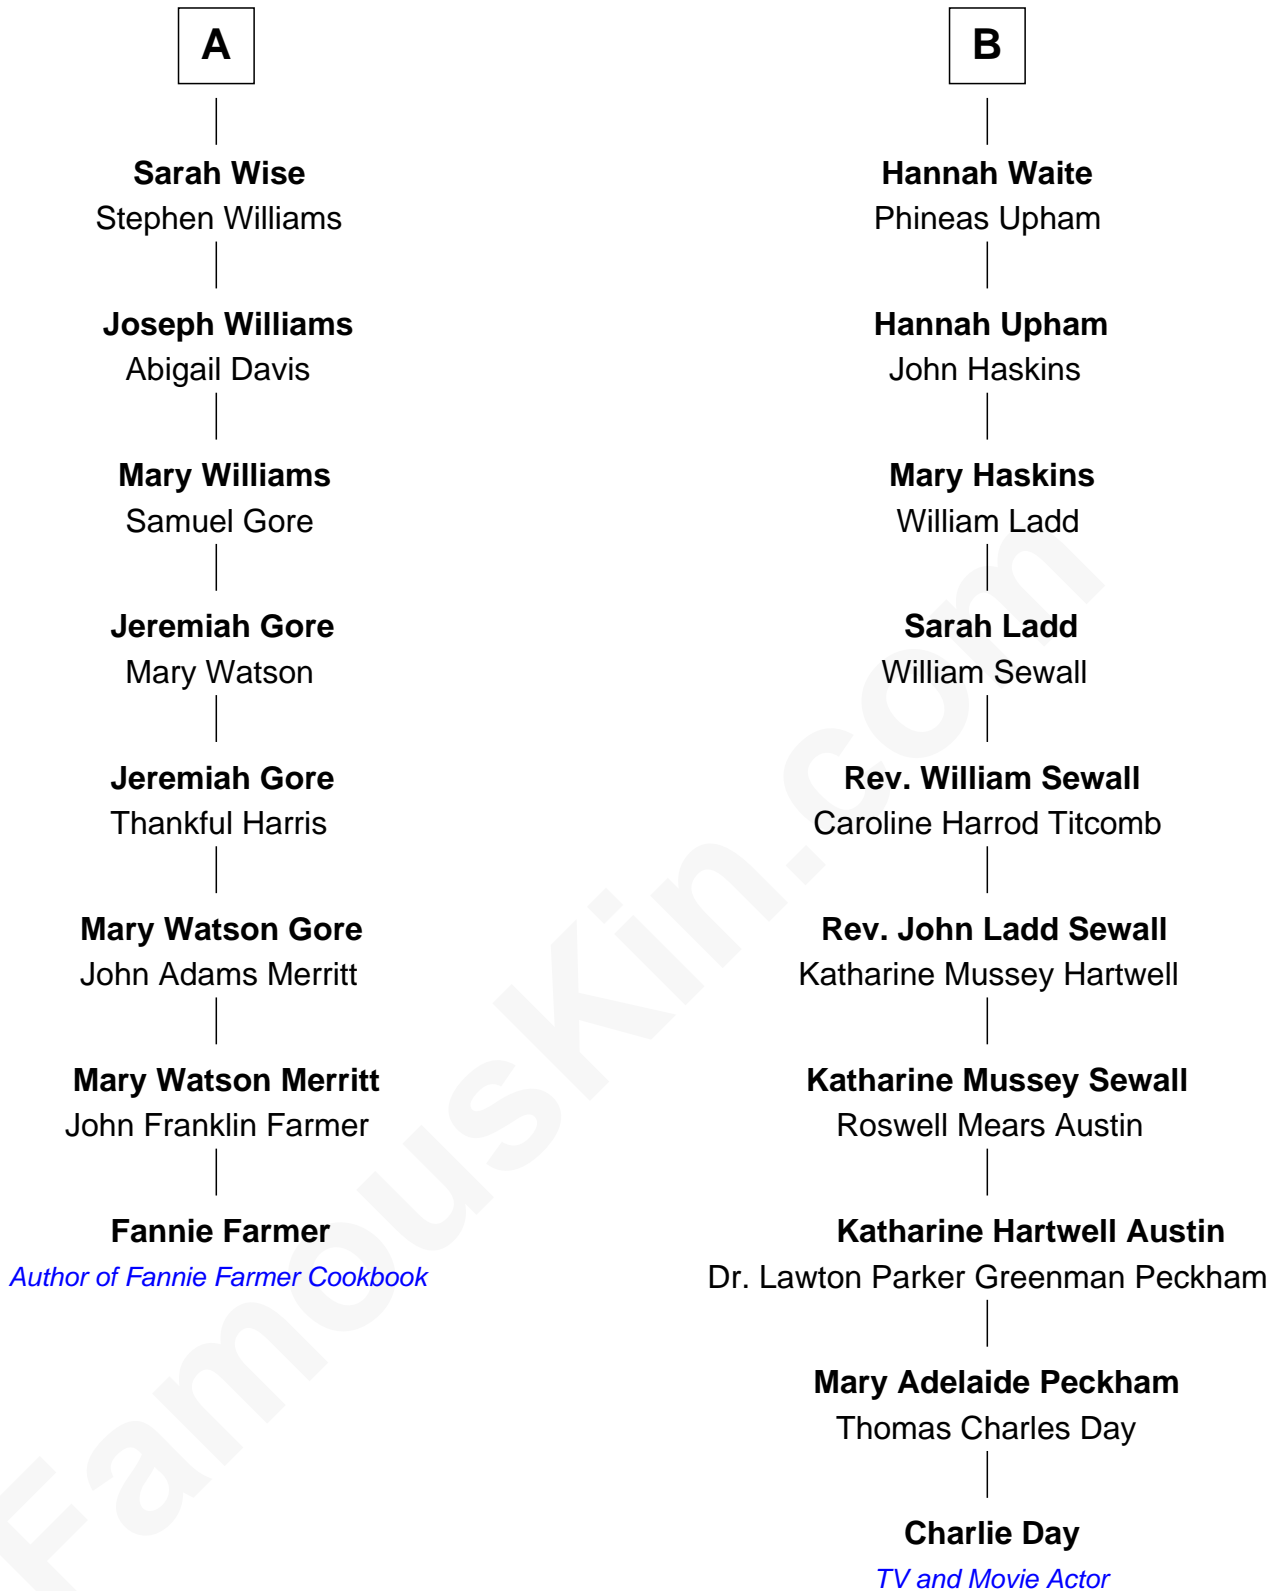 A
Sarah Wise
Stephen Williams
Joseph Williams
Abigail Davis
Mary Williams
Samuel Gore
Jeremiah Gore
Mary Watson
Jeremiah Gore
Thankful Harris
Mary Watson Gore
John Adams Merritt
Mary Watson Merritt
John Franklin Farmer
Fannie Farmer
Author of Fannie Farmer Cookbook
B
Hannah Waite
Phineas Upham
Hannah Upham
John Haskins
Mary Haskins
William Ladd
Sarah Ladd
William Sewall
Rev. William Sewall
Caroline Harrod Titcomb
Rev. John Ladd Sewall
Katharine Mussey Hartwell
Katharine Mussey Sewall
Roswell Mears Austin
Katharine Hartwell Austin
Dr. Lawton Parker Greenman Peckham
Mary Adelaide Peckham
Thomas Charles Day
Charlie Day
TV and Movie Actor
FamousKin.com